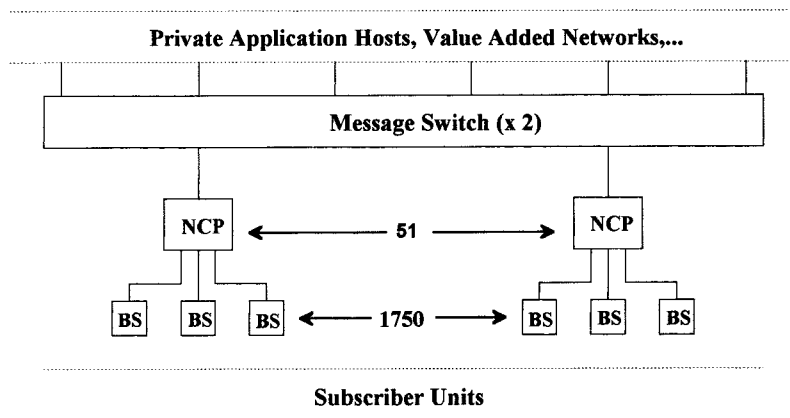 Private Application Hosts, Value Added Networks,...
Message Switch (x 2)
NCP
51
NCP
BS
BS
BS
1750
BS
BS
BS
Subscriber Units